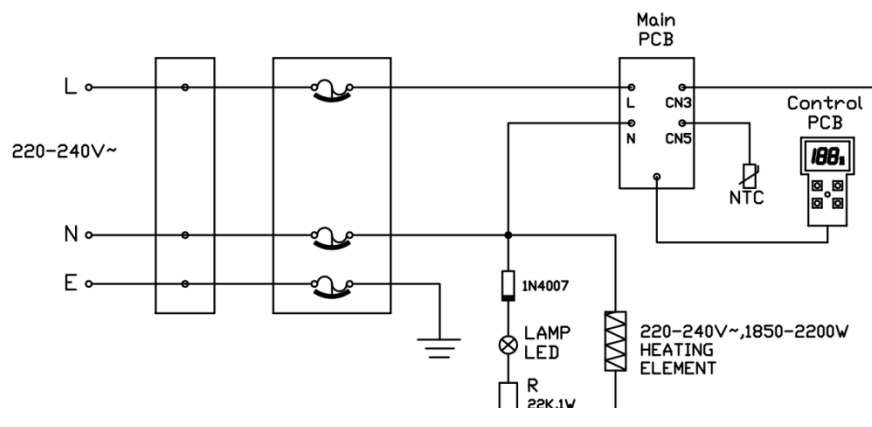 Main
PCB
L
L
CN3
Control
PCB
N
CN5
220-240V~
188
NTC
N
E
1N4007
LAMP
LED
220-240V~,1850-2200W
HEATING
ELEMENT
R
22K,1W